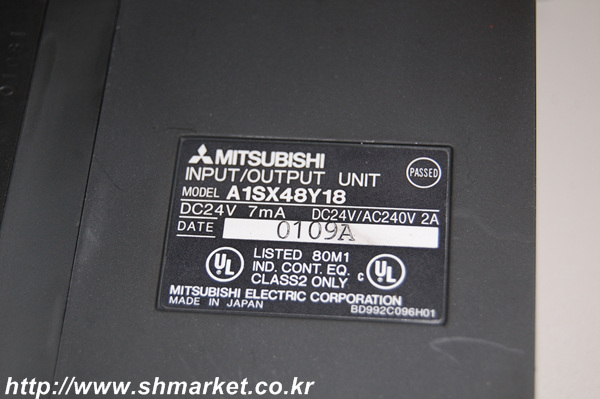 MITSUBISHI
INPUT/OUTPUT UNIT
PASSED
MODEL A1SX48Y18
DC24V 7mA DC24V/AC240V 2A
DATE 0109A
UL LISTED 80M1 c UL
IND. CONT. EQ.
CLASS2 ONLY
MITSUBISHI ELECTRIC CORPORATION
MADE IN JAPAN BD992C096H01
http://www.shmarket.co.kr